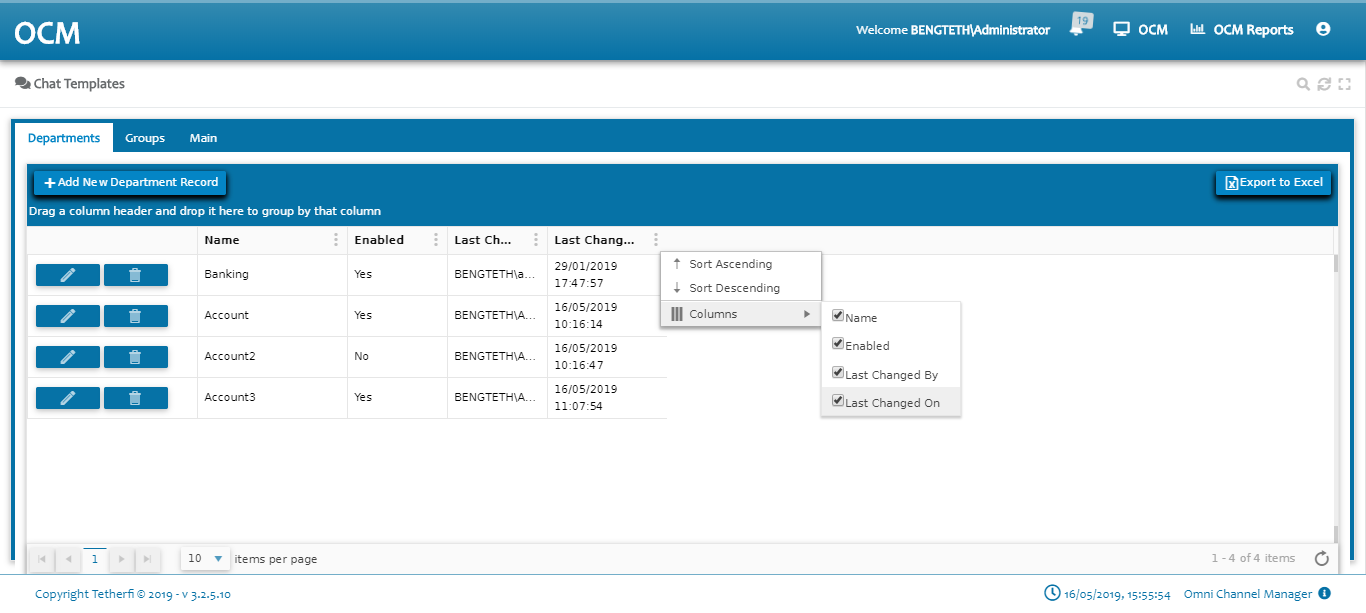 OCM
Welcome BENGTETH\Administrator
19
OCM
OCM Reports
Chat Templates
Departments
Groups
Main
Add New Department Record
Export to Excel
Drag a column header and drop it here to group by that column
Name
Enabled
Last Ch...
Last Chang...
Banking
Yes
BENGTETH\a...
29/01/2019
17:47:57
Account
Yes
BENGTETH\A...
16/05/2019
10:16:14
Account2
No
BENGTETH\A...
16/05/2019
10:16:47
Account3
Yes
BENGTETH\A...
16/05/2019
11:07:54
Sort Ascending
Sort Descending
Columns
Name
Enabled
Last Changed By
Last Changed On
1
10
items per page
1 - 4 of 4 items
Copyright Tetherfi © 2019 - v 3.2.5.10
16/05/2019, 15:55:54
Omni Channel Manager